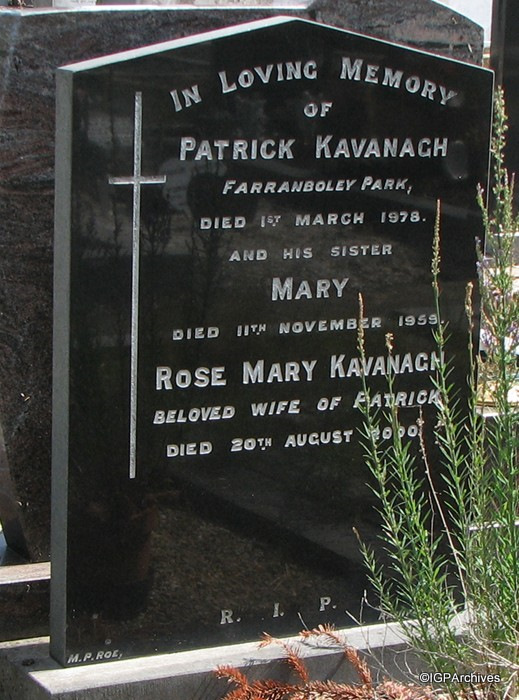 IN LOVING MEMORY
OF
PATRICK KAVANAGH
FARRANBOLEY PARK,
DIED 1ST MARCH 1978.
AND HIS SISTER
MARY
DIED 11TH NOVEMBER 1959.
ROSE MARY KAVANAGH
BELOVED WIFE OF PATRICK
DIED 20TH AUGUST 2000.
R. I. P.
M.P. ROE,
©IGPArchives